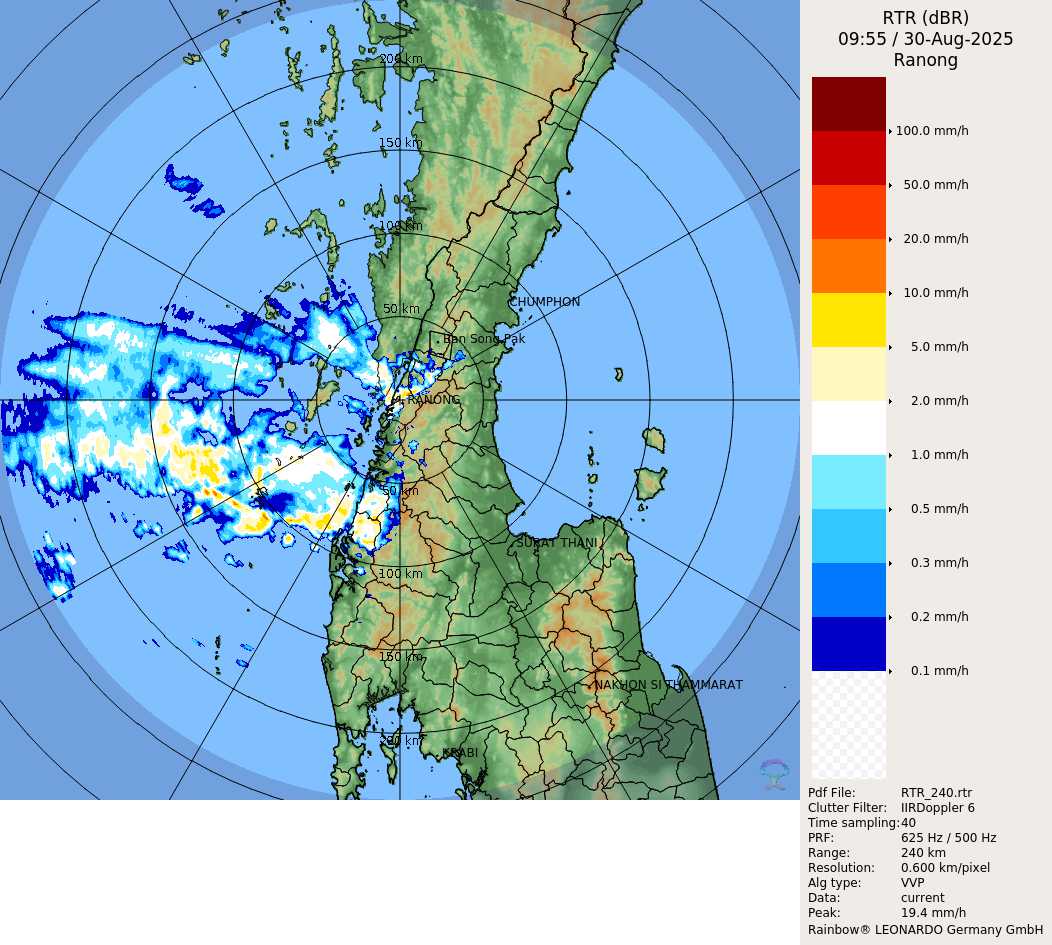 200 km
150 km
100 km
CHUMPHON
50 km
Ban Song Pak
RANONG
50 km
SURAT THANI
100 km
150 km
NAKHON SI THAMMARAT
200 km
KRABI
RTR (dBR)
09:55 / 30-Aug-2025
Ranong
100.0 mm/h
50.0 mm/h
20.0 mm/h
10.0 mm/h
5.0 mm/h
2.0 mm/h
1.0 mm/h
0.5 mm/h
0.3 mm/h
0.2 mm/h
0.1 mm/h
Pdf File: RTR_240.rtr
Clutter Filter: IIRDoppler 6
Time sampling: 40
PRF: 625 Hz / 500 Hz
Range: 240 km
Resolution: 0.600 km/pixel
Alg type: VVP
Data: current
Peak: 19.4 mm/h
Rainbow® LEONARDO Germany GmbH